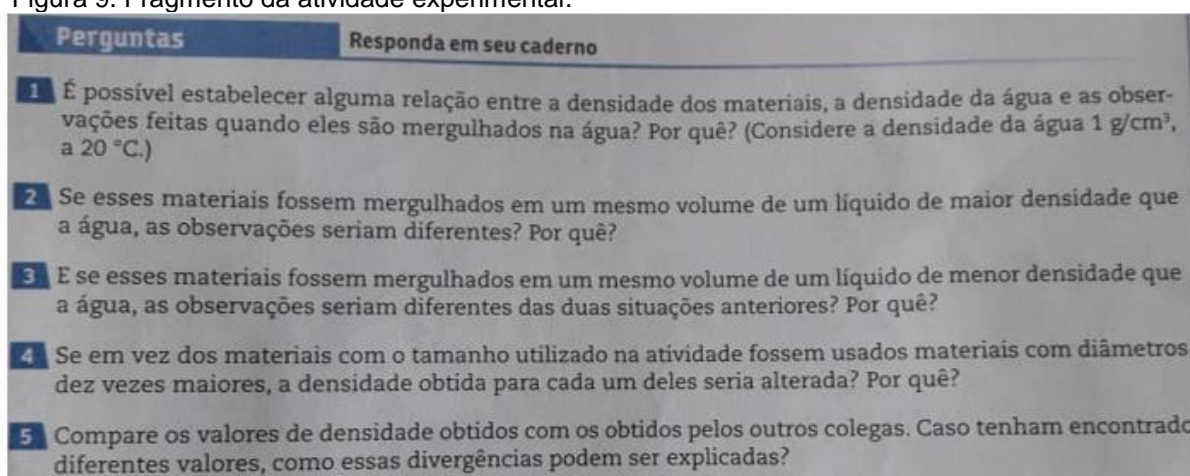 Figura 9. Fragmento da atividade experimental.
Perguntas
Responda em seu caderno
1 É possível estabelecer alguma relação entre a densidade dos materiais, a densidade da água e as obser-
vações feitas quando eles são mergulhados na água? Por quê? (Considere a densidade da água 1 g/cm³,
a 20 °C.)
2 Se esses materiais fossem mergulhados em um mesmo volume de um líquido de maior densidade que
a água, as observações seriam diferentes? Por quê?
3 E se esses materiais fossem mergulhados em um mesmo volume de um líquido de menor densidade que
a água, as observações seriam diferentes das duas situações anteriores? Por quê?
4 Se em vez dos materiais com o tamanho utilizado na atividade fossem usados materiais com diâmetros
dez vezes maiores, a densidade obtida para cada um deles seria alterada? Por quê?
5 Compare os valores de densidade obtidos com os obtidos pelos outros colegas. Caso tenham encontrado
diferentes valores, como essas divergências podem ser explicadas?